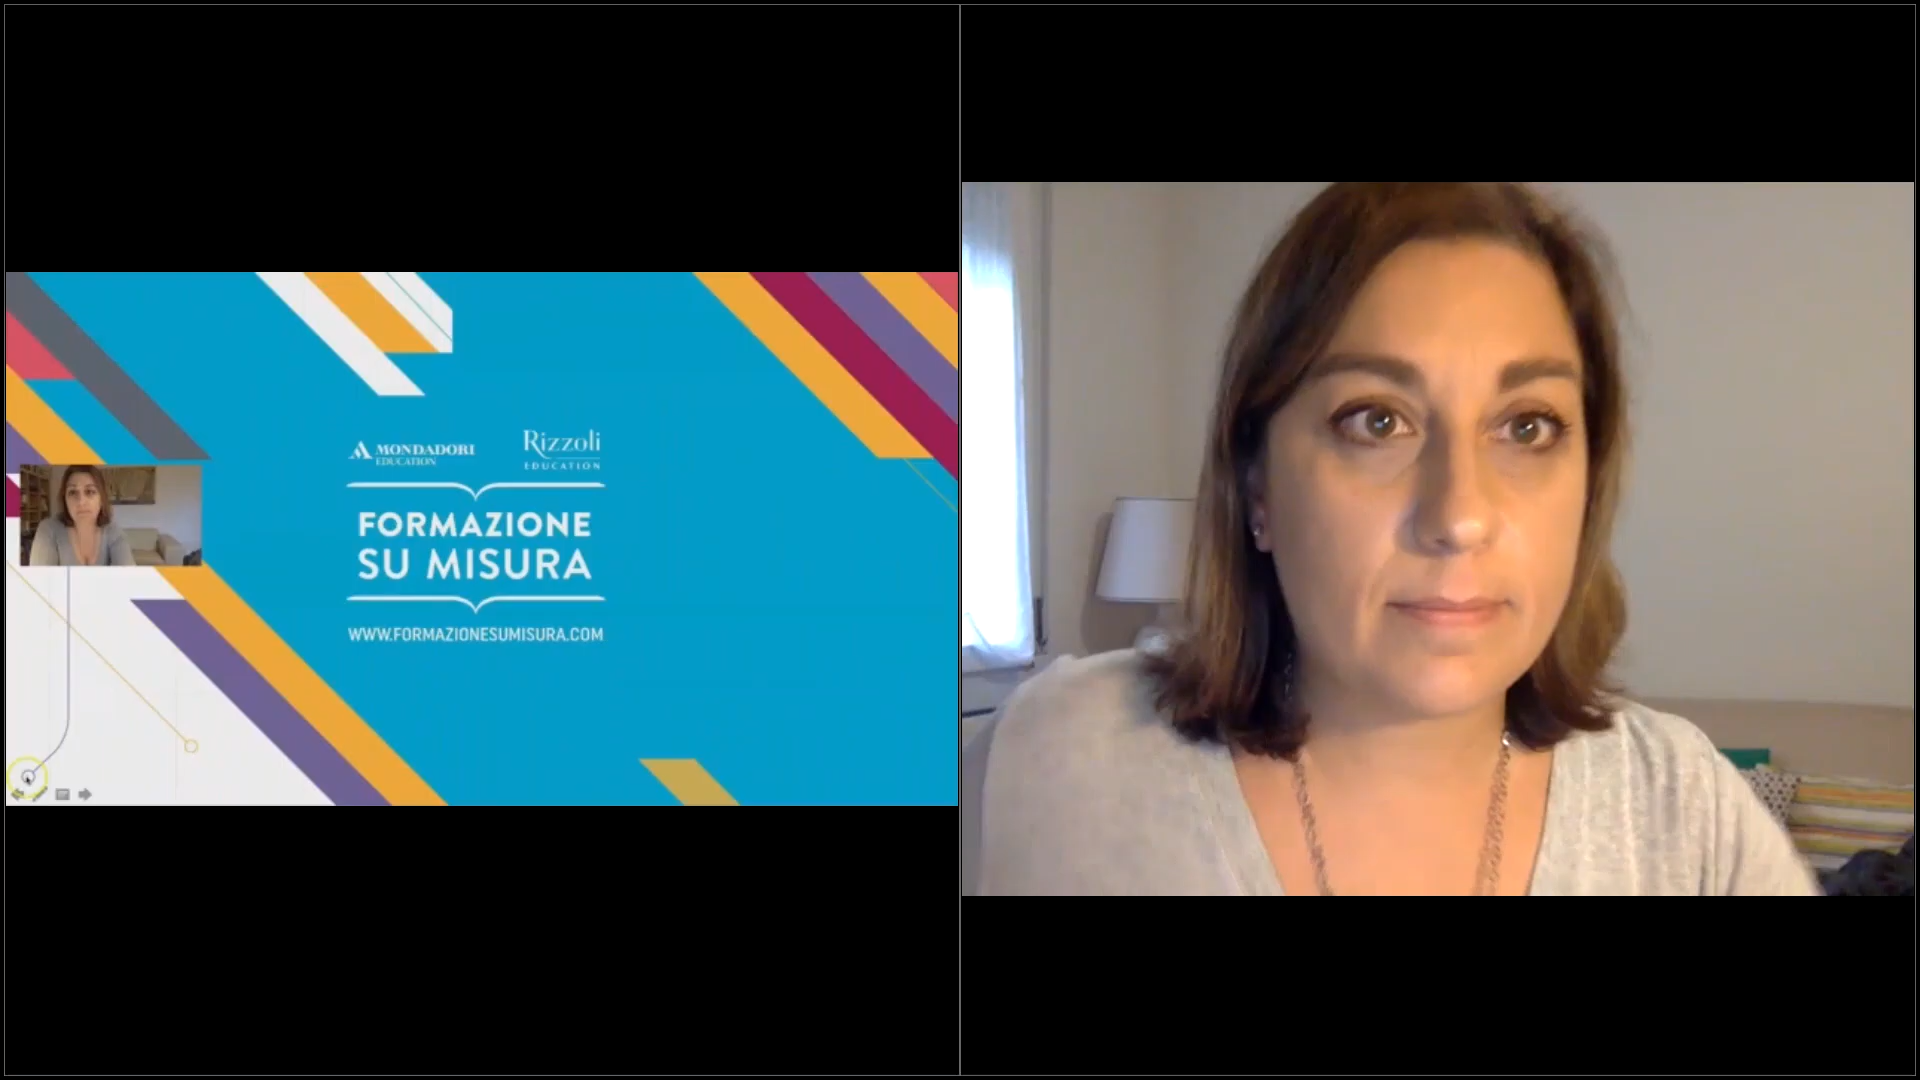 MONDADORI
EDUCATION
Rizzoli
EDUCATION
FORMAZIONE
SU MISURA
WWW.FORMAZIONESUMISURA.COM